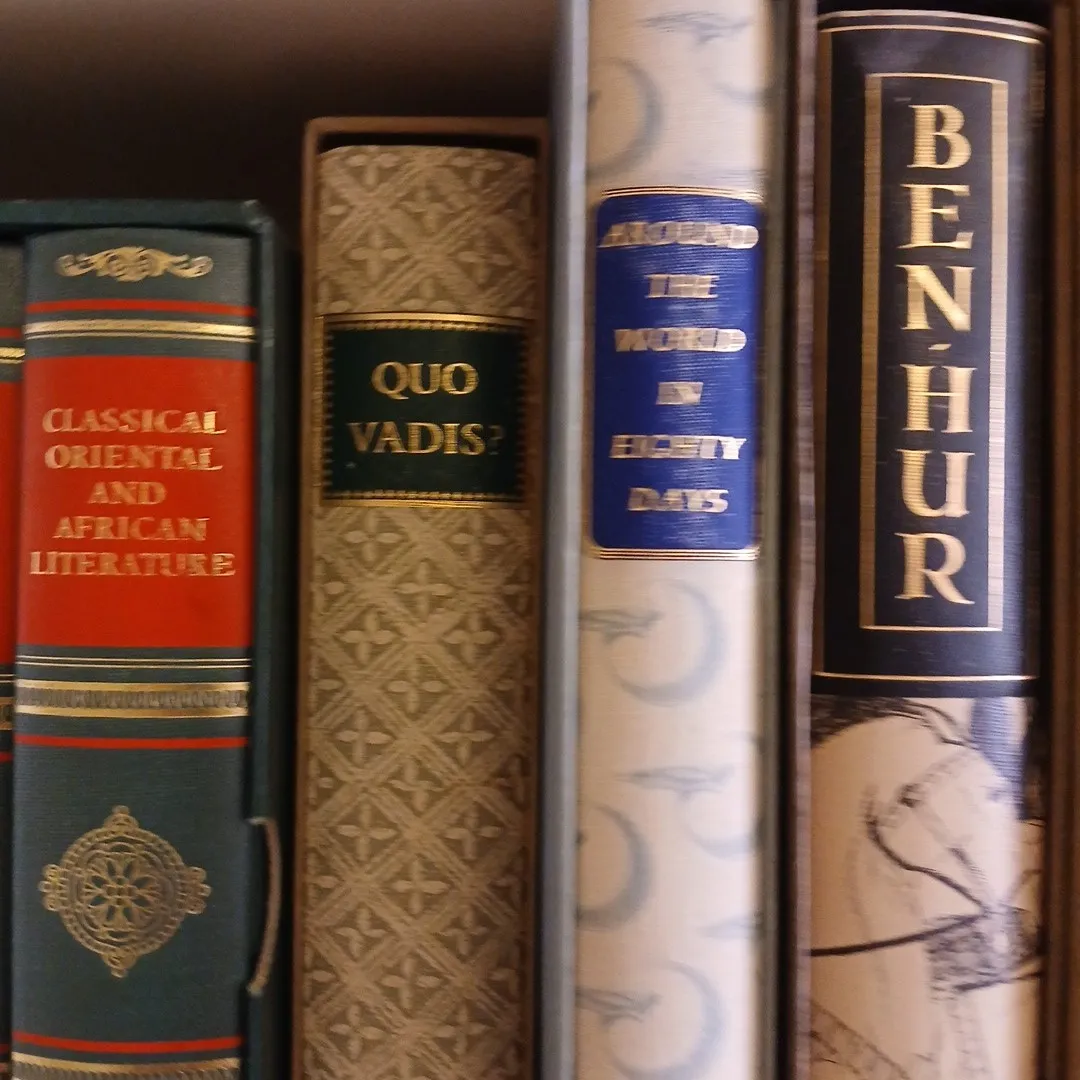 CLASSICAL
ORIENTAL
AND
AFRICAN
LITERATURE
QUO
VADIS?
AROUND
THE
WORLD
IN
EIGHTY
DAYS
BEN-HUR